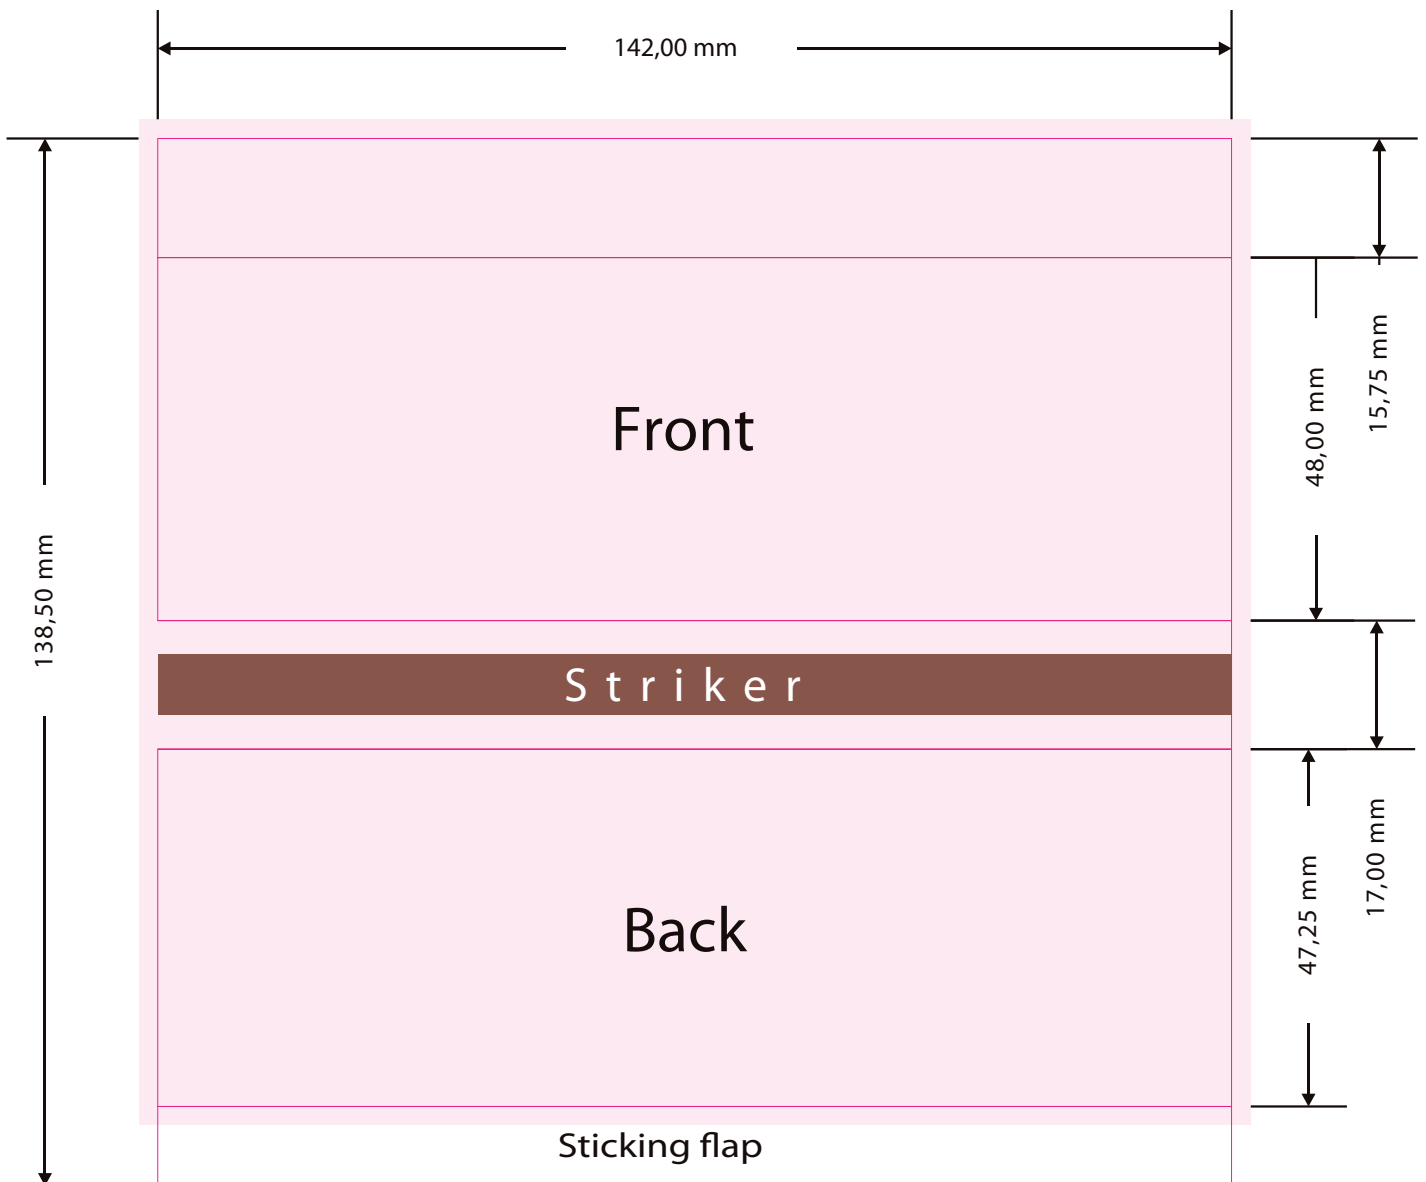 142,00 mm
15,75 mm
48,00 mm
Front
138,50 mm
Striker
17,00 mm
47,25 mm
Back
Sticking flap